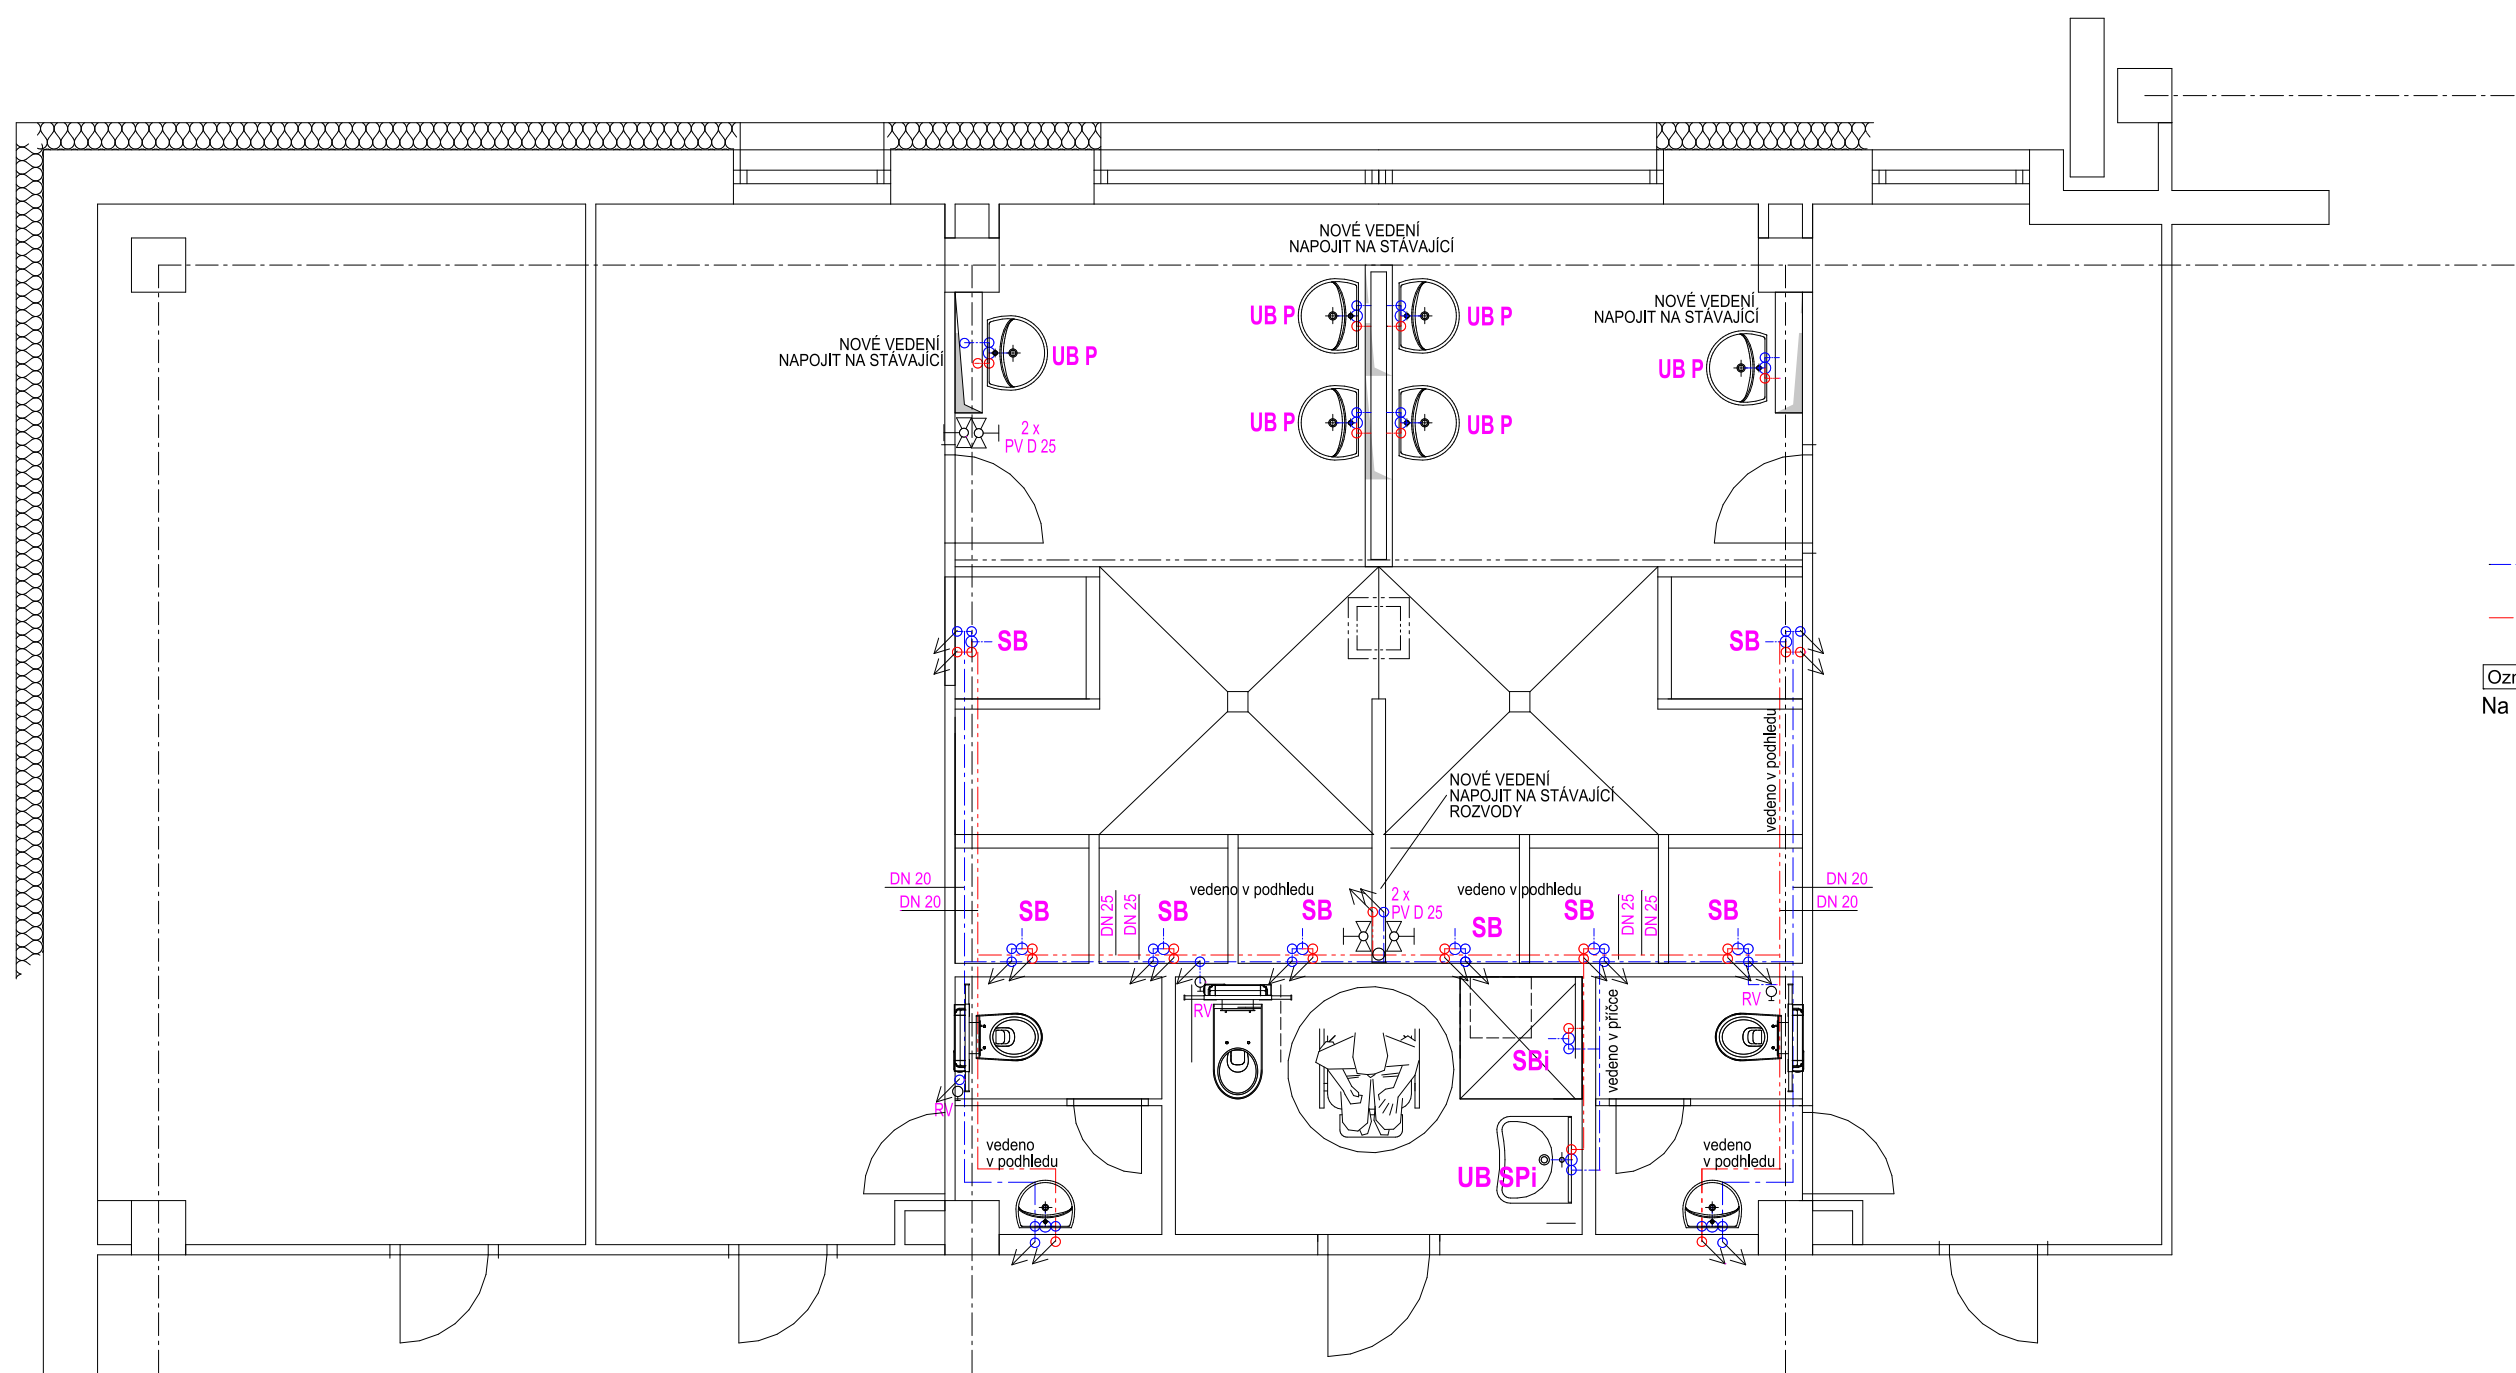 NOVÉ VEDENÍ
NAPOJIT NA STÁVAJÍCÍ
UB P
UB P
NOVÉ VEDENÍ
NAPOJIT NA STÁVAJÍCÍ
NOVÉ VEDENÍ
NAPOJIT NA STÁVAJÍCÍ
UB P
UB P
UB P
UB P
2 x
PV D 25
SB
SB
Ozn
Na
vedeno v podhledu
NOVÉ VEDENÍ
NAPOJIT NA STÁVAJÍCÍ
ROZVODY
DN 20
DN 20
DN 20
DN 20
vedeno v podhledu
vedeno v podhledu
2 x
PV D 25
SB
DN 25
DN 25
SB
SB
SB
SB
DN 25
DN 25
SB
RV
RV
vedeno v příčce
SBi
RV
vedeno
v podhledu
UB SPi
vedeno
v podhledu